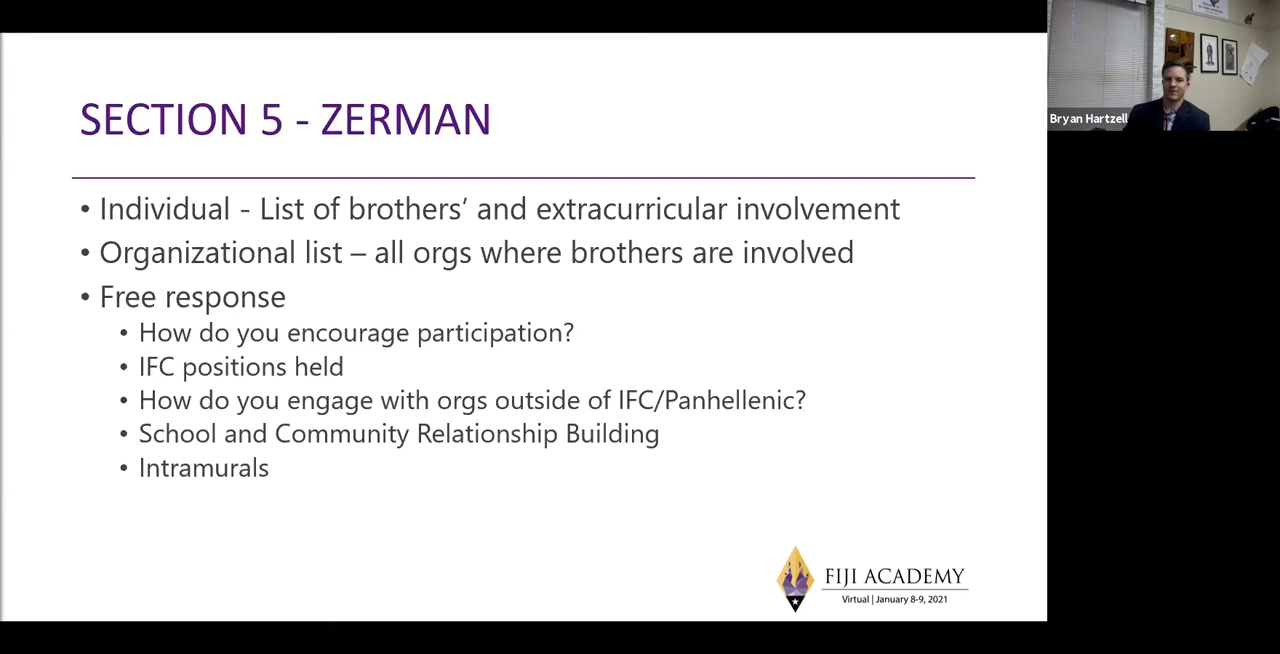 SECTION 5 - ZERMAN
• Individual - List of brothers’ and extracurricular involvement
• Organizational list – all orgs where brothers are involved
• Free response
• How do you encourage participation?
• IFC positions held
• How do you engage with orgs outside of IFC/Panhellenic?
• School and Community Relationship Building
• Intramurals
FIJI ACADEMY
Virtual | January 8-9, 2021
Bryan Hartzell